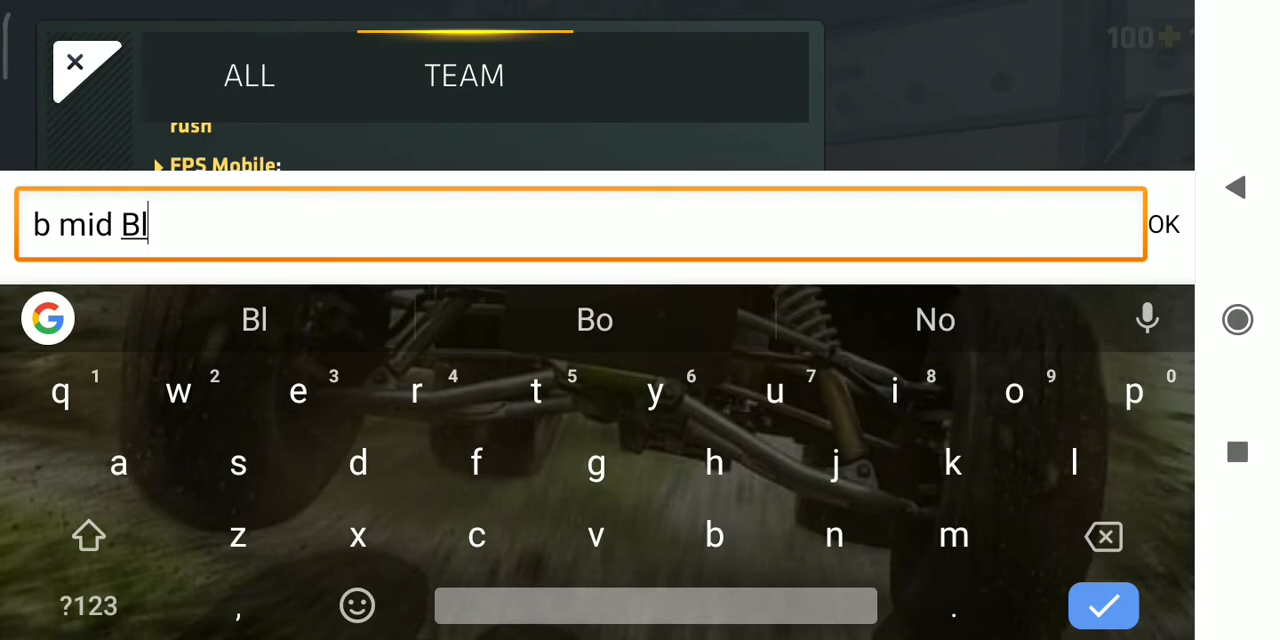 100+
ALL TEAM
rush
FPS Mobile:
b mid Bl
OK
Bl Bo No
q 1 w 2 e 3 r 4 t 5 y 6 u 7 i 8 o 9 p 0
a s d f g h j k l
z x c v b n m
?123 , .